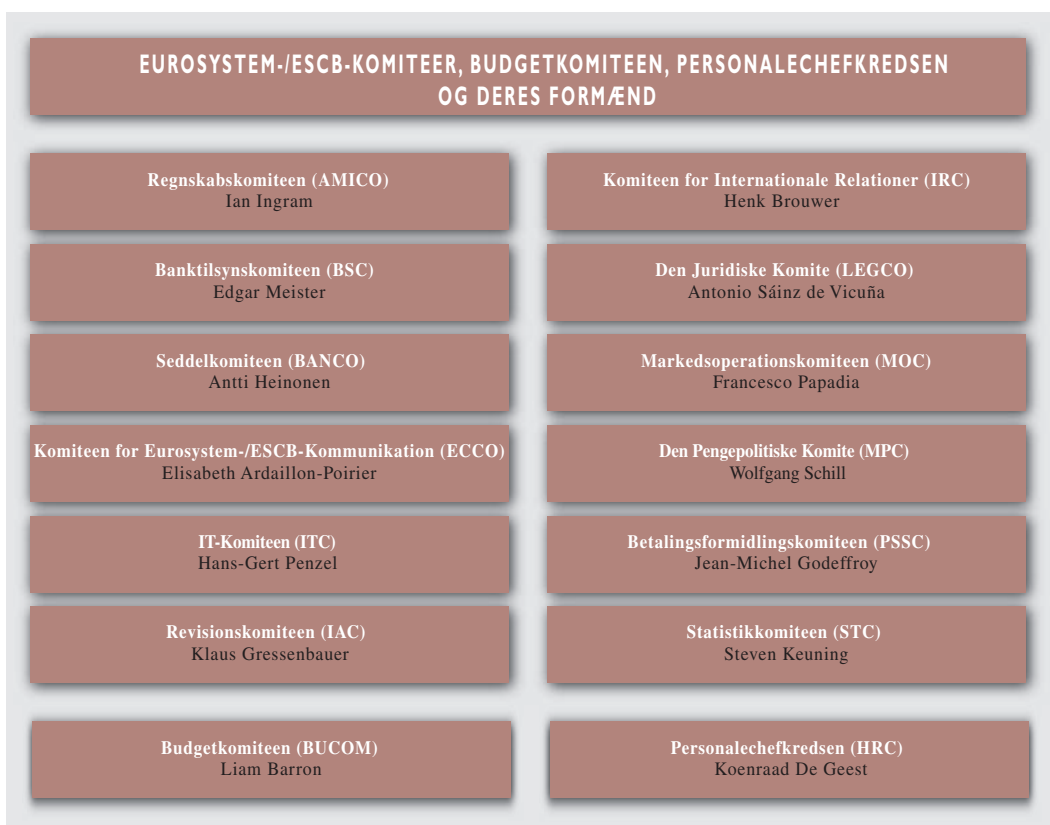 EUROSYSTEM-/ESCB-KOMITEER, BUDGETKOMITEEN, PERSONALECHEFKREDSEN
OG DERES FORMÆND
Regnskabskomiteen (AMICO)
Ian Ingram
Komiteen for Internationale Relationer (IRC)
Henk Brouwer
Banktilsynskomiteen (BSC)
Edgar Meister
Den Juridiske Komite (LEGCO)
Antonio Sáinz de Vicuña
Seddelkomiteen (BANCO)
Antti Heinonen
Markedsoperationskomiteen (MOC)
Francesco Papadia
Komiteen for Eurosystem-/ESCB-Kommunikation (ECCO)
Elisabeth Ardaillon-Poirier
Den Pengepolitiske Komite (MPC)
Wolfgang Schill
IT-Komiteen (ITC)
Hans-Gert Penzel
Betalingsformidlingskomiteen (PSSC)
Jean-Michel Godeffroy
Revisionskomiteen (IAC)
Klaus Gressenbauer
Statistikkomiteen (STC)
Steven Keuning
Budgetkomiteen (BUCOM)
Liam Barron
Personalechefkredsen (HRC)
Koenraad De Geest